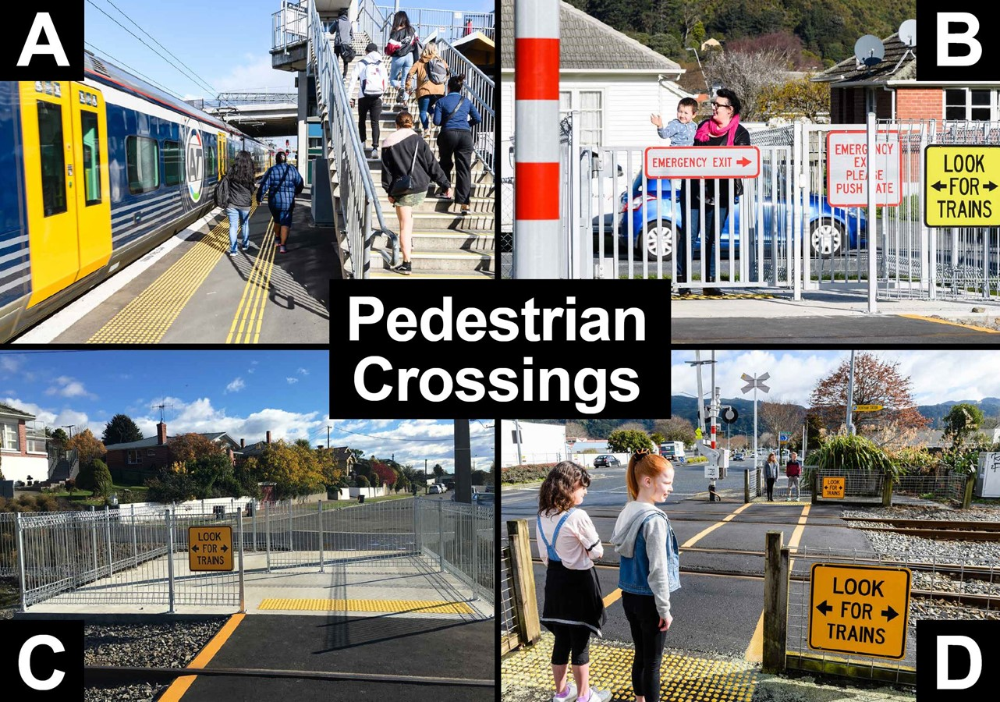 A
AT
B
EMERGENCY EXIT →
EMERGENCY
EXIT
PLEASE
PUSH GATE
LOOK
←FOR→
TRAINS
Pedestrian
Crossings
C
LOOK
←FOR→
TRAINS
LOOK
FOR
TRAINS
LOOK
←FOR→
TRAINS
D